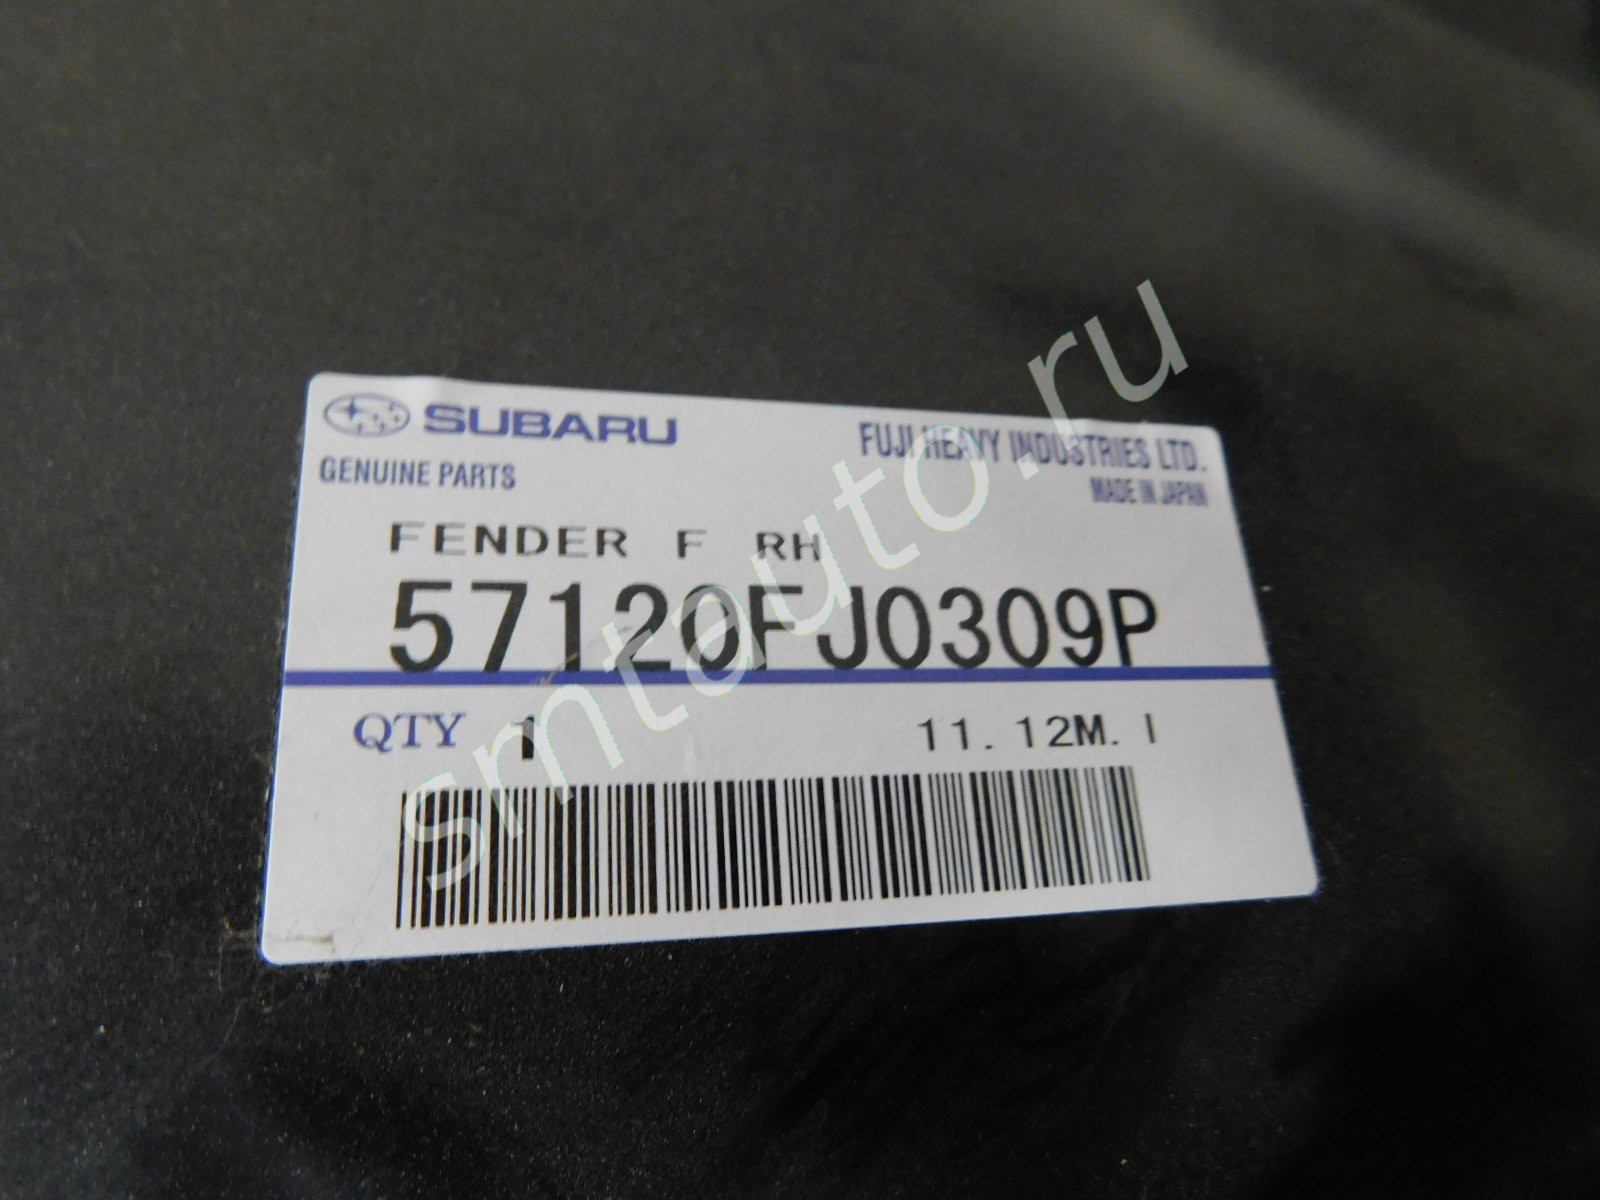 SUBARU
FUJI HEAVY INDUSTRIES LTD.
GENUINE PARTS
MADE IN JAPAN
FENDER F RH
57120FJ0309P
QTY 1
11. 12M. I
smtauto.ru